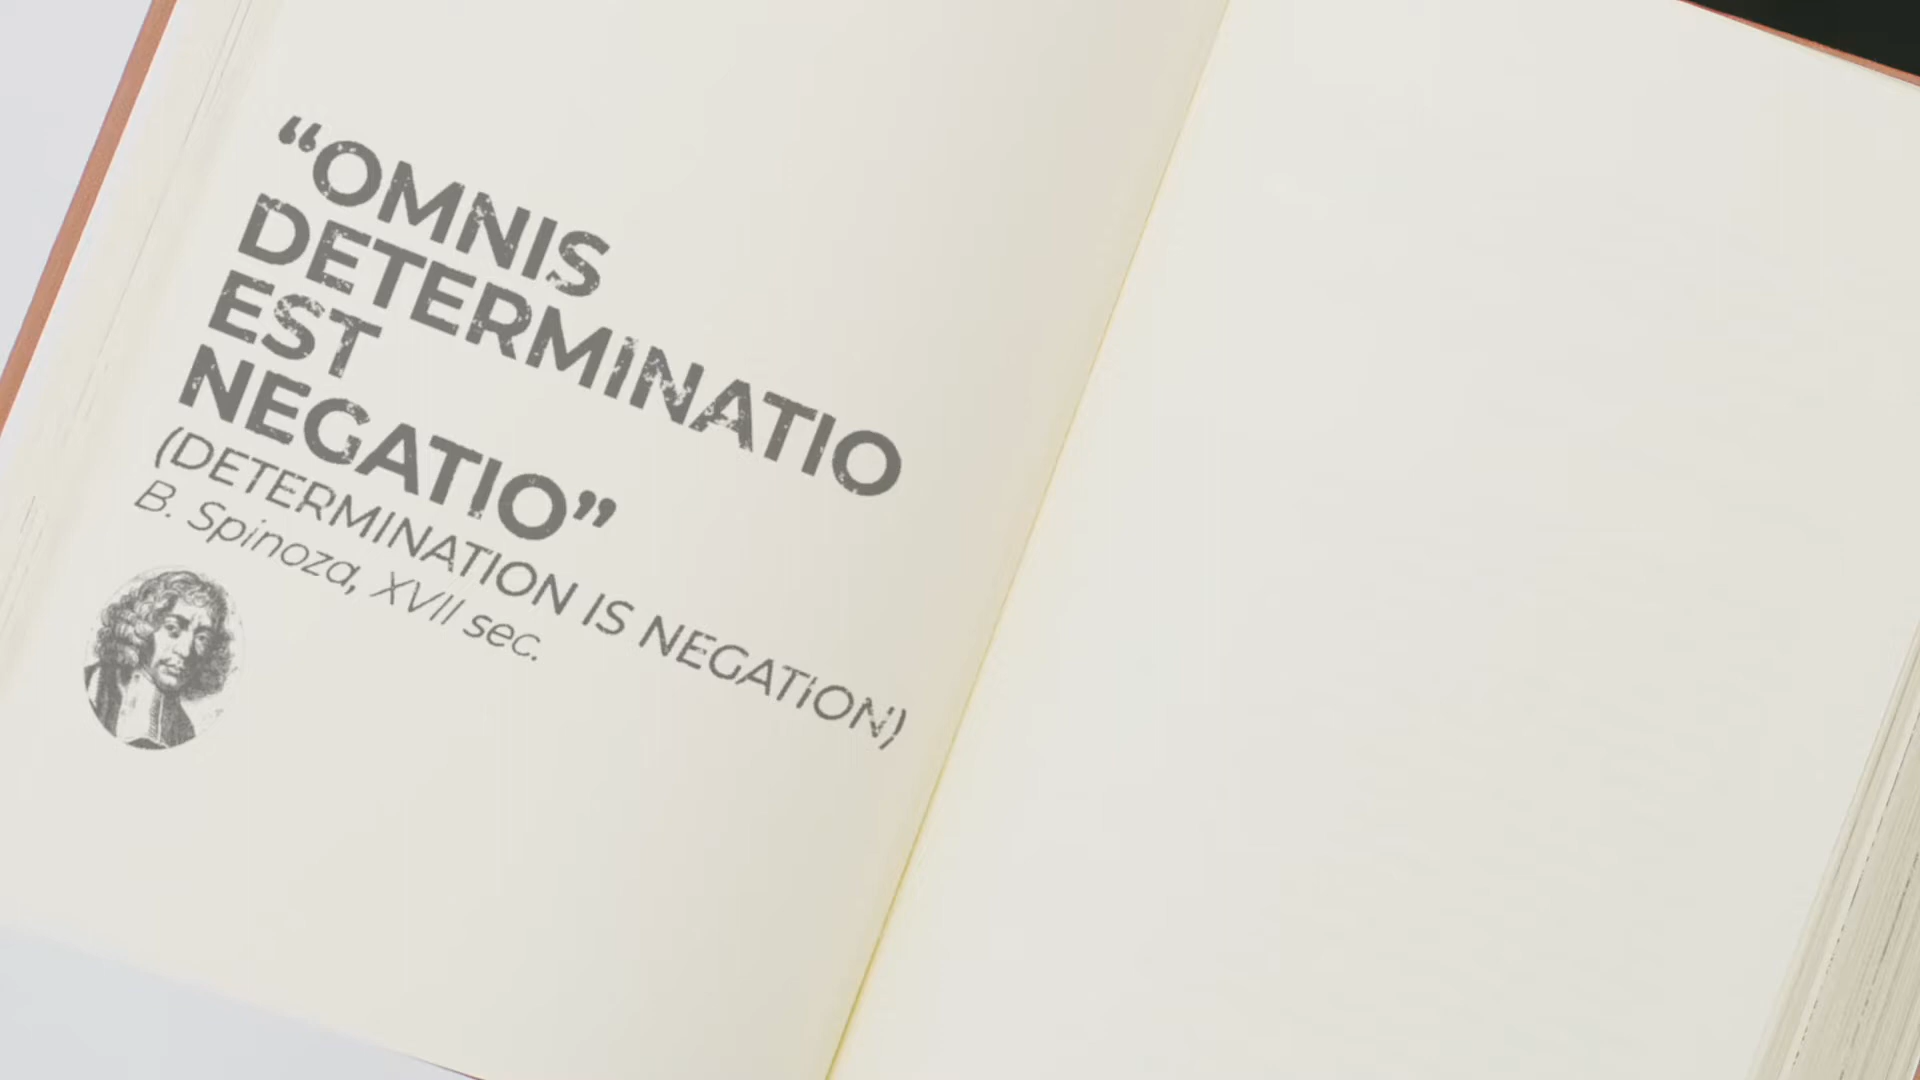 “OMNIS
DETERMINATIO
EST
NEGATIO”
(DETERMINATION IS NEGATION)
B. Spinoza, XVII sec.